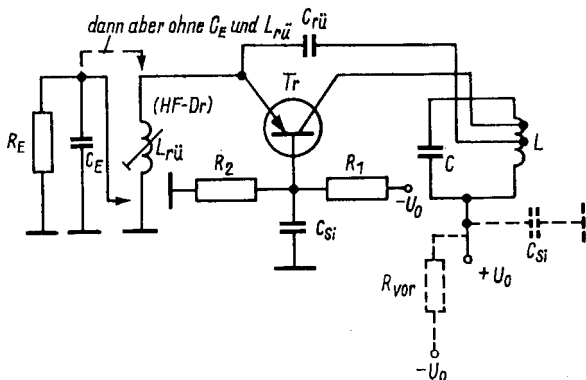 dann aber ohne C_E und L_rü
C_rü
Tr
(HF-Dr)
R_E
C_E
L_rü
R_2
R_1
-U_0
C_si
C
L
C_si
+U_0
R_vor
-U_0